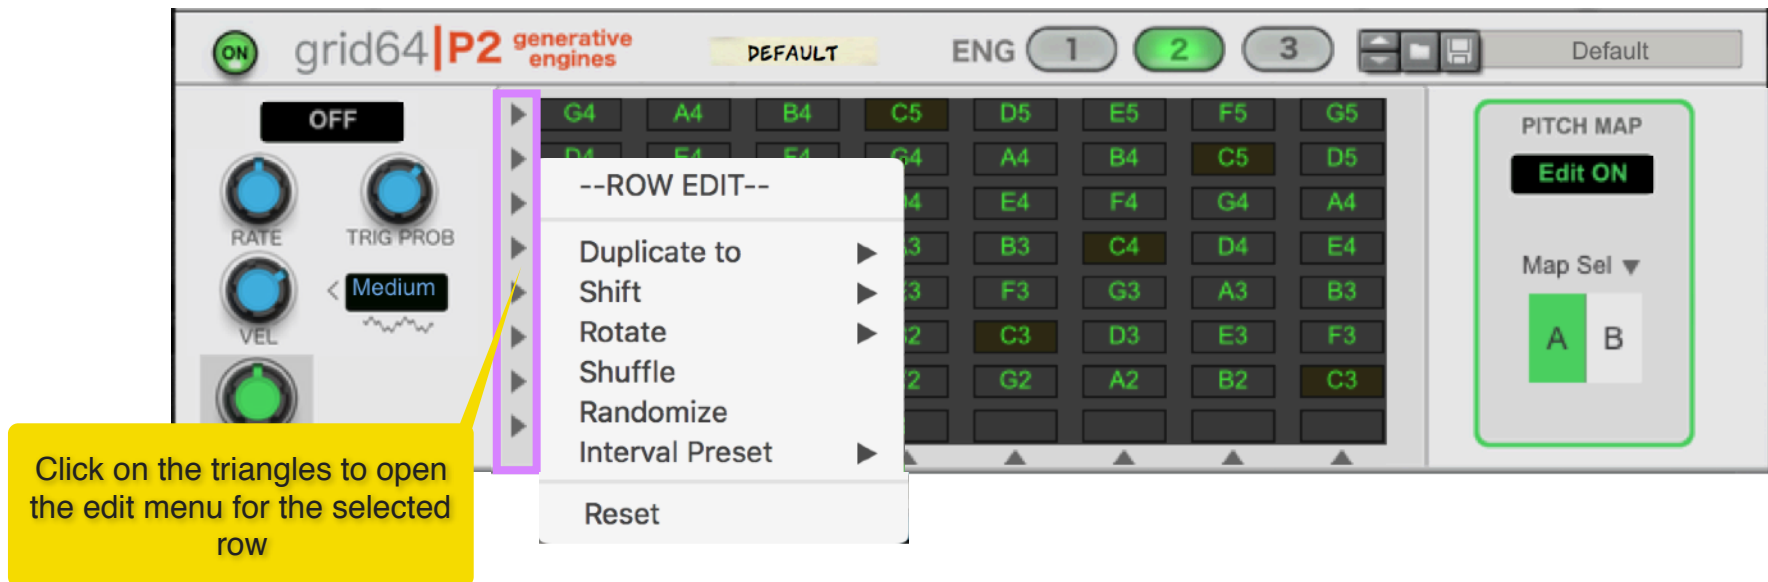 ON grid64|P2 generative engines DEFAULT ENG 1 2 3 Default
OFF
RATE TRIG PROB
VEL < Medium
G4 A4 B4 C5 D5 E5 F5 G5
D4 E4 F4 G4 A4 B4 C5 D5
E4 F4 G4 A4
B3 C4 D4 E4
F3 G3 A3 B3
C3 D3 E3 F3
G2 A2 B2 C3
--ROW EDIT--
Duplicate to
Shift
Rotate
Shuffle
Randomize
Interval Preset
Reset
PITCH MAP
Edit ON
Map Sel
A B
Click on the triangles to open
the edit menu for the selected
row